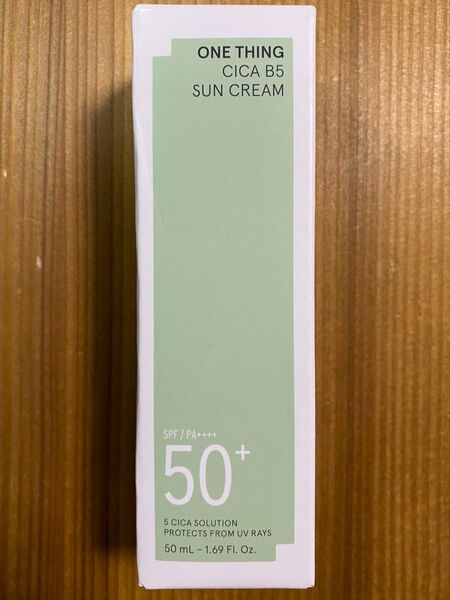 ONE THING
CICA B5
SUN CREAM
SPF / PA++++
50+
5 CICA SOLUTION
PROTECTS FROM UV RAYS
50 mL – 1.69 Fl. Oz.